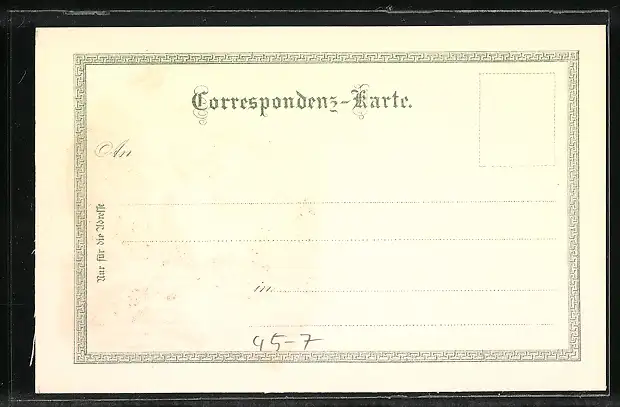 Correspondenz-Karte.
An
Nur für die Adresse
in
45-7